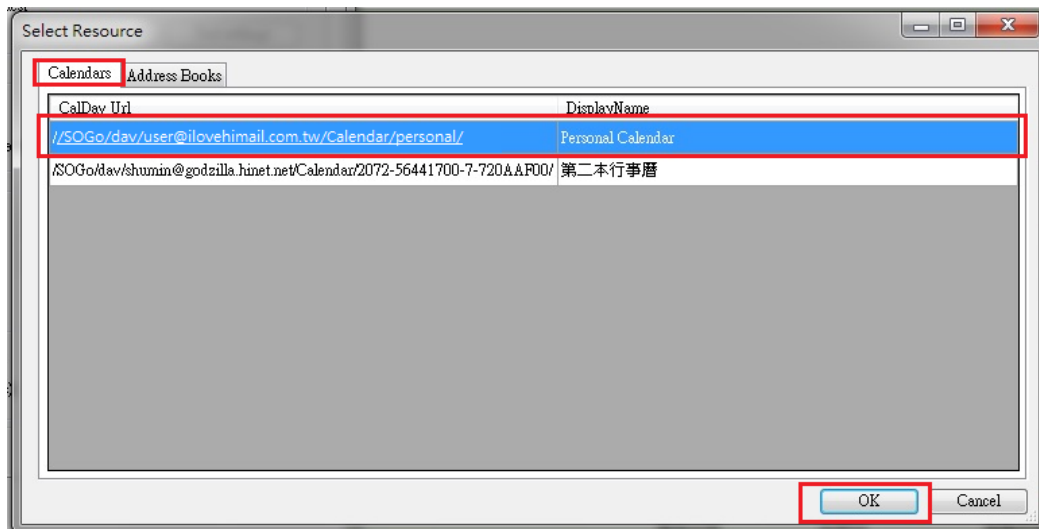 Select Resource
Calendars Address Books
CalDav Url DisplayName
//SOGo/dav/user@ilovehimail.com.tw/Calendar/personal/ Personal Calendar
/SOGo/dav/shumin@godzilla.hinet.net/Calendar/2072-56441700-7-720AAF00/ 第二本行事曆
OK Cancel